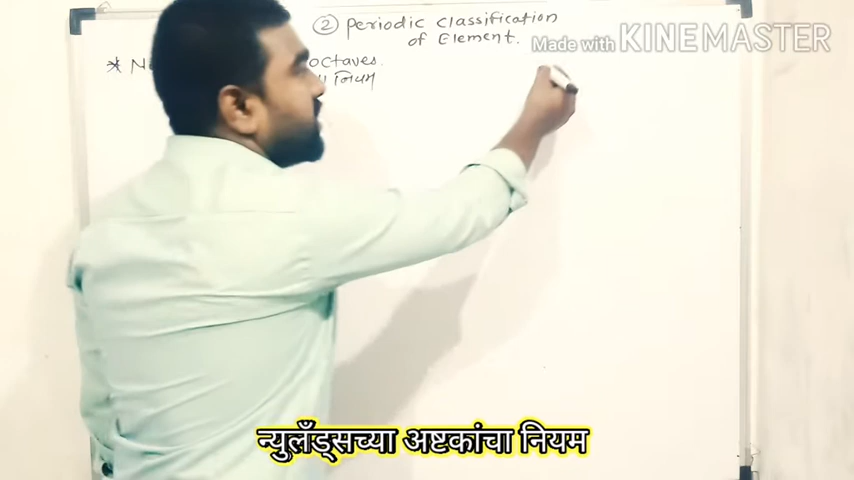 ② Periodic classification
of Element.
Made with KINEMASTER
* N octaves.
नियम
न्युलँड्सच्या अष्टकांचा नियम